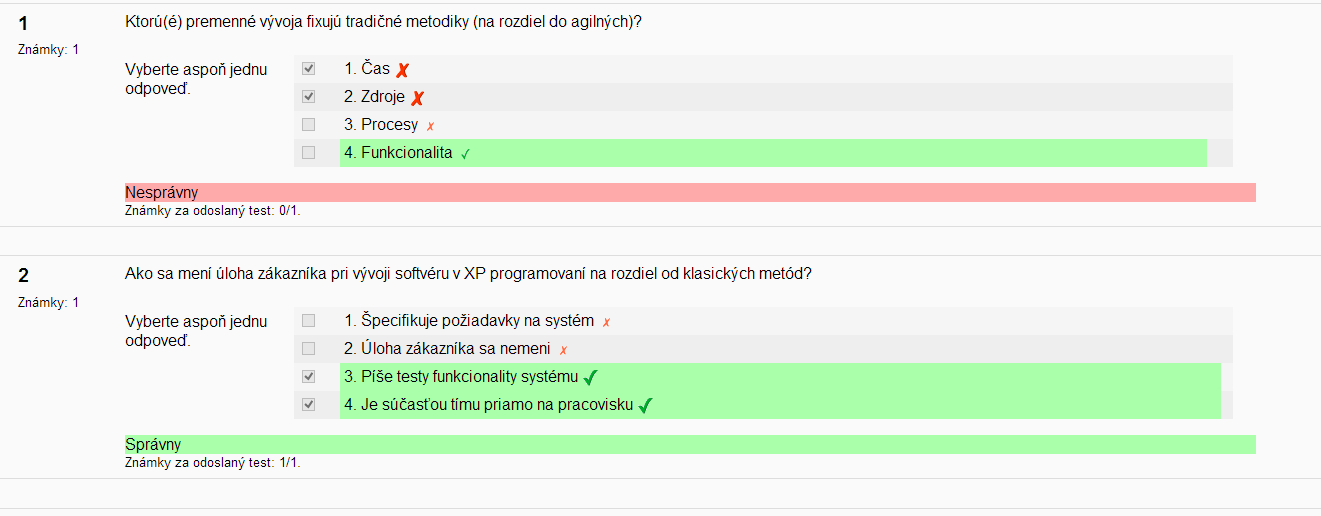 1
Známky: 1
Ktorú(é) premenné vývoja fixujú tradičné metodiky (na rozdiel do agilných)?
Vyberte aspoň jednu
odpoveď.
1. Čas ✗
2. Zdroje ✗
3. Procesy ✗
4. Funkcionalita ✓
Nesprávny
Známky za odoslaný test: 0/1.
2
Známky: 1
Ako sa mení úloha zákazníka pri vývoji softvéru v XP programovaní na rozdiel od klasických metód?
Vyberte aspoň jednu
odpoveď.
1. Špecifikuje požiadavky na systém ✗
2. Úloha zákazníka sa nemeni ✗
3. Píše testy funkcionality systému ✓
4. Je súčasťou tímu priamo na pracovisku ✓
Správny
Známky za odoslaný test: 1/1.